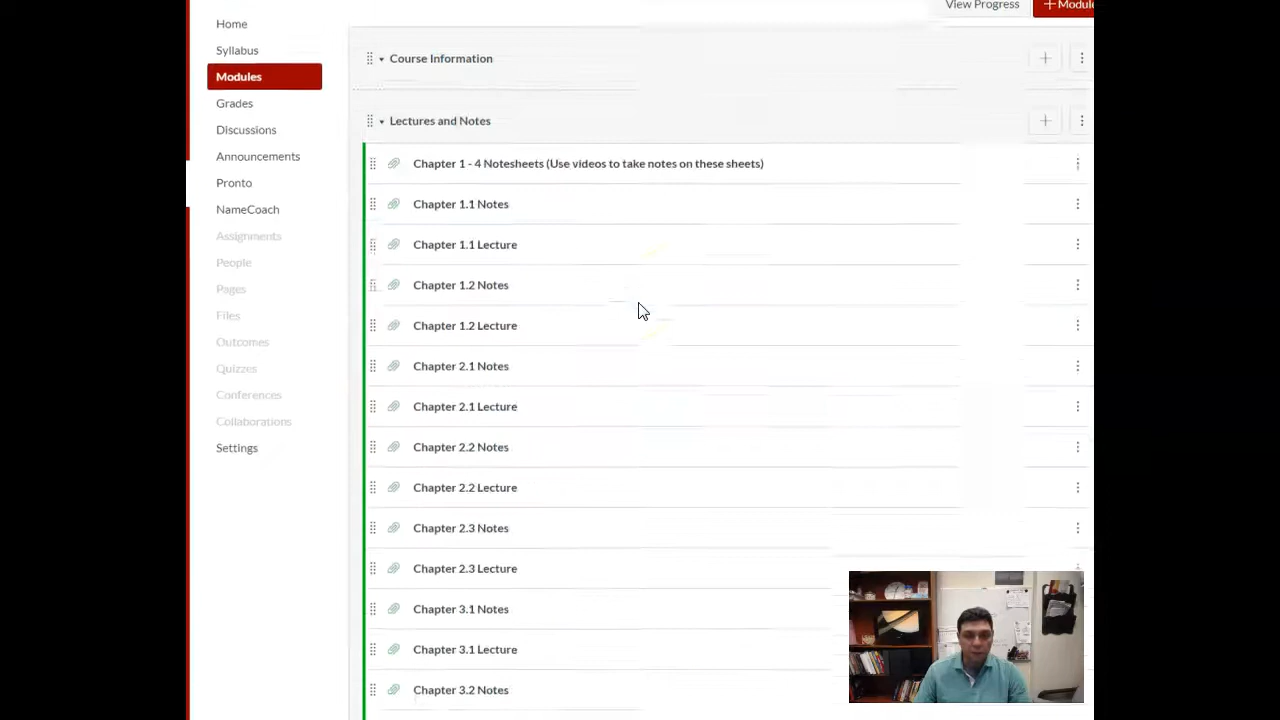 View Progress
+ Module
Home
Syllabus
Modules
Grades
Discussions
Announcements
Pronto
NameCoach
Assignments
People
Pages
Files
Outcomes
Quizzes
Conferences
Collaborations
Settings
Course Information
Lectures and Notes
Chapter 1 - 4 Notesheets (Use videos to take notes on these sheets)
Chapter 1.1 Notes
Chapter 1.1 Lecture
Chapter 1.2 Notes
Chapter 1.2 Lecture
Chapter 2.1 Notes
Chapter 2.1 Lecture
Chapter 2.2 Notes
Chapter 2.2 Lecture
Chapter 2.3 Notes
Chapter 2.3 Lecture
Chapter 3.1 Notes
Chapter 3.1 Lecture
Chapter 3.2 Notes